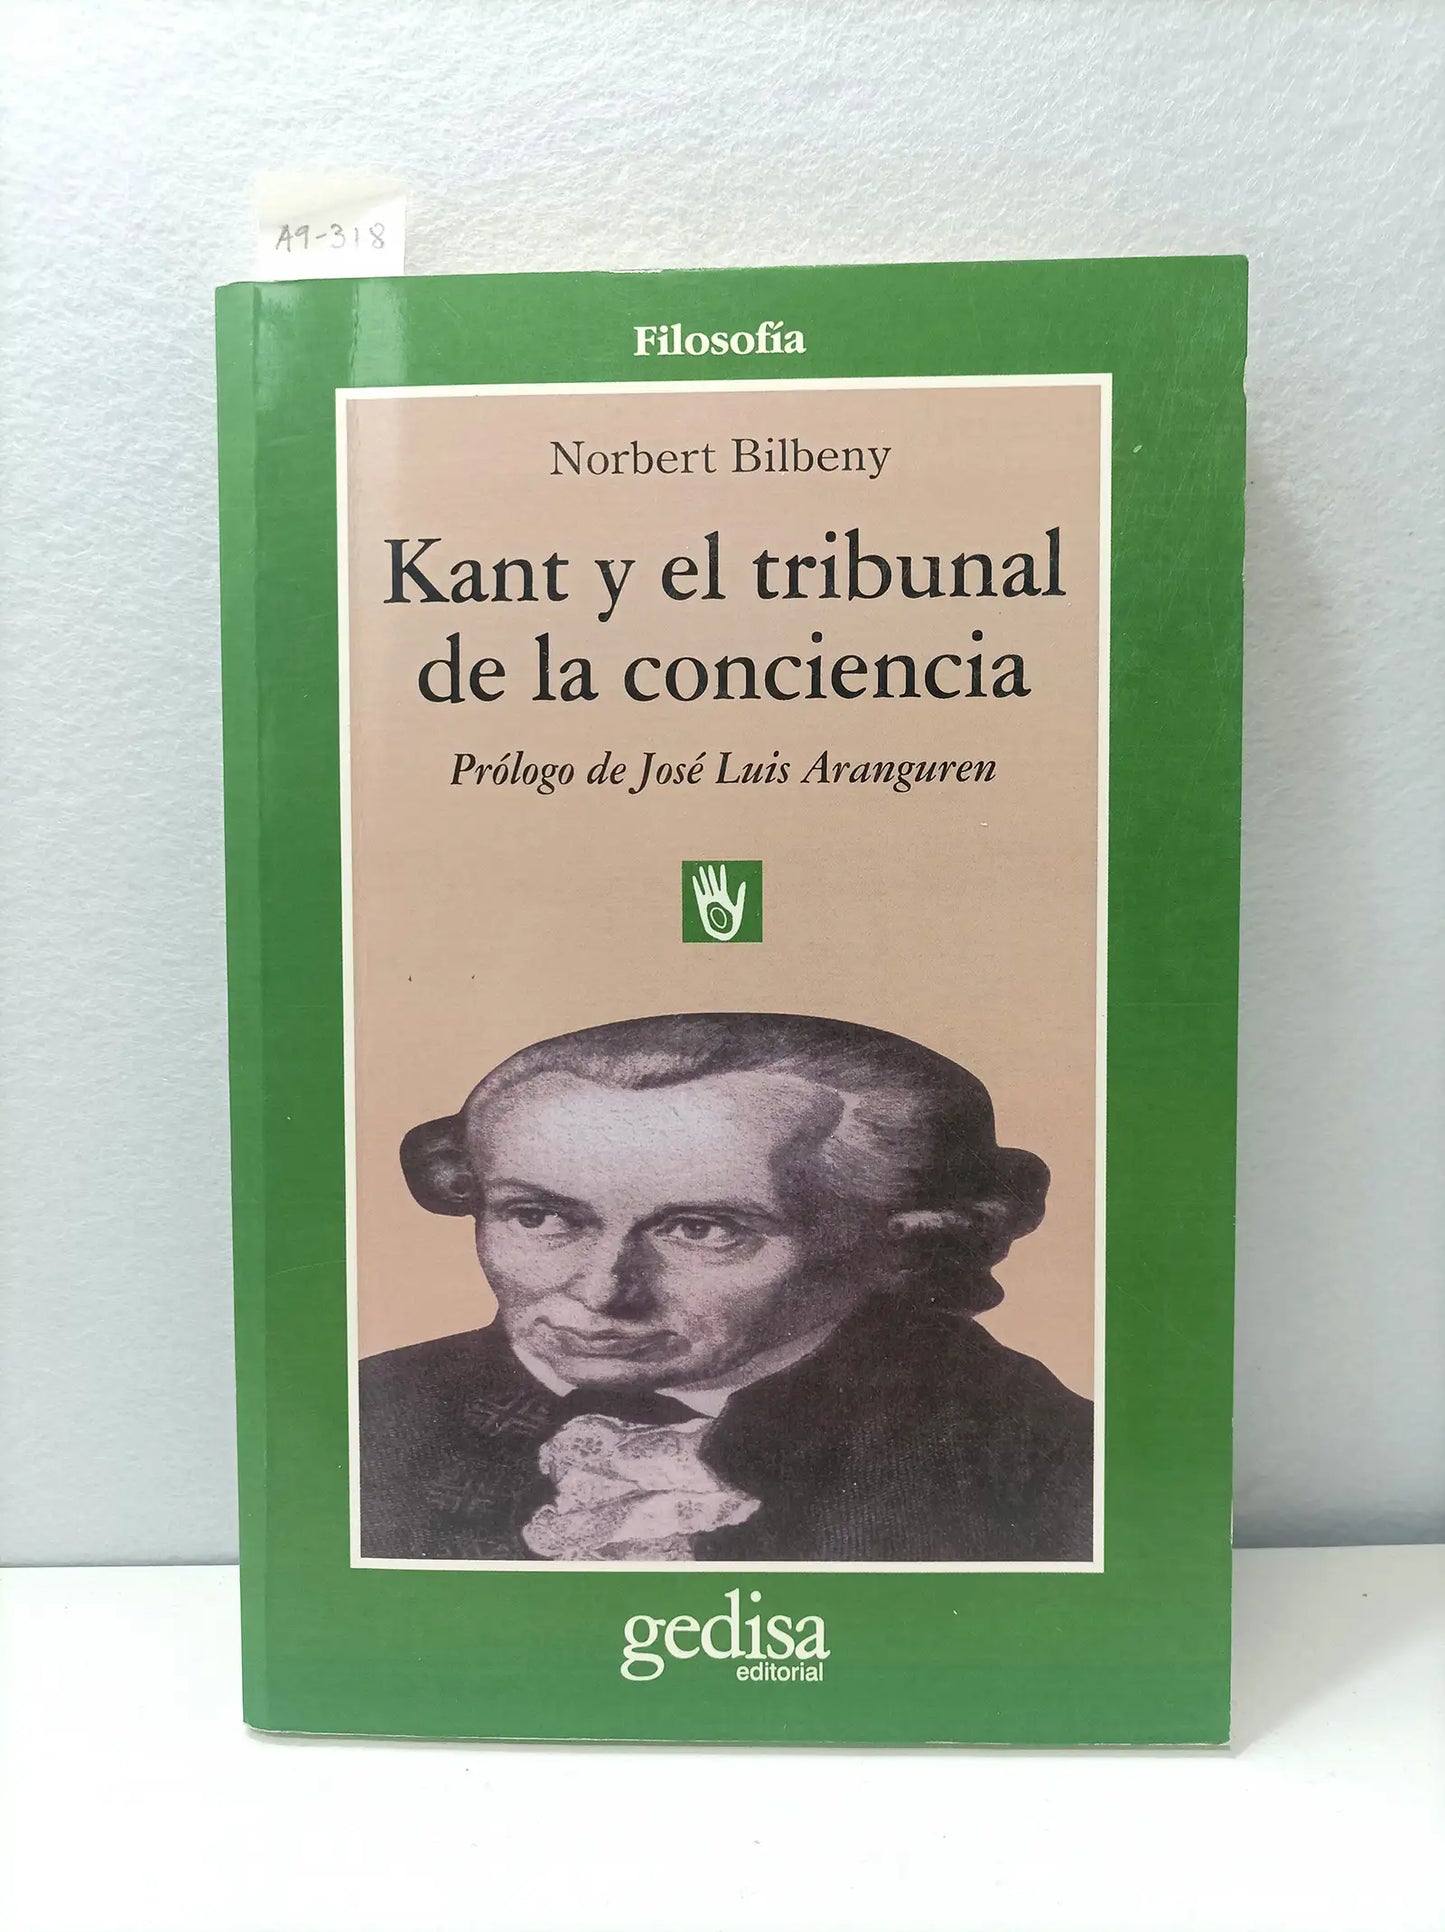 A9-318
Filosofía
Norbert Bilbeny
Kant y el tribunal
de la conciencia
Prólogo de José Luis Aranguren
gedisa
editorial